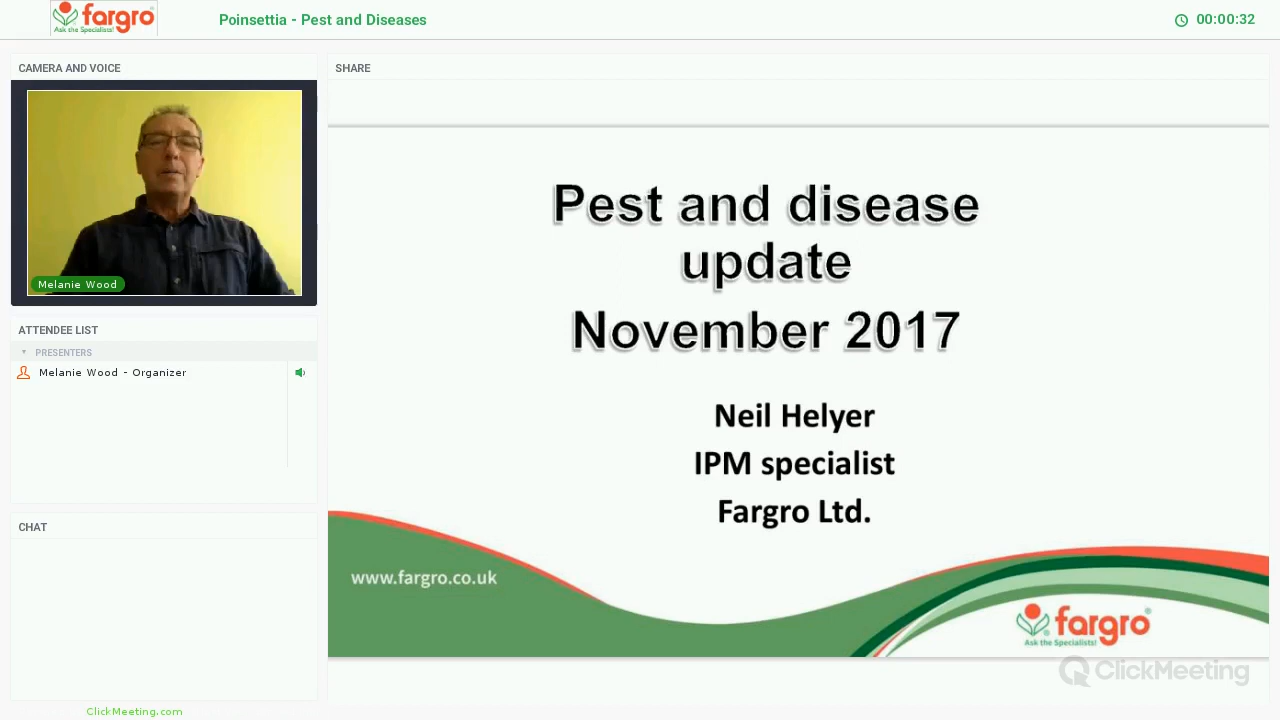 fargro
Ask the Specialists!
Poinsettia - Pest and Diseases
00:00:32
CAMERA AND VOICE
Melanie Wood
ATTENDEE LIST
PRESENTERS
Melanie Wood - Organizer
CHAT
ClickMeeting.com
SHARE
Pest and disease
update
November 2017
Neil Helyer
IPM specialist
Fargro Ltd.
www.fargro.co.uk
fargro
Ask the Specialists!
ClickMeeting